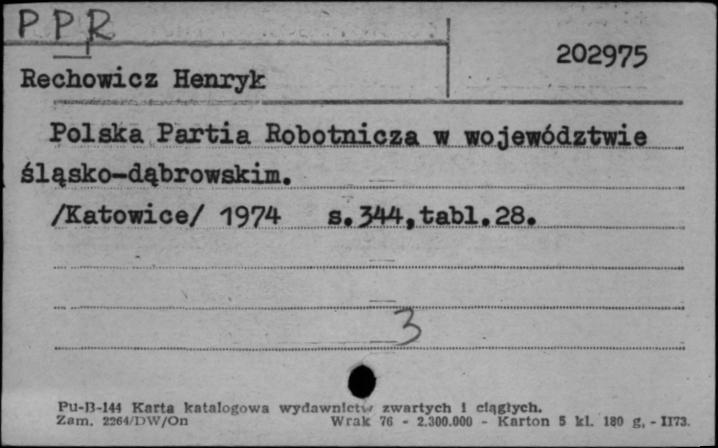 PPR
202975
Rechowicz Henryk
Polska Partia Robotnicza w województwie
śląsko-dąbrowskim.
/Katowice/ 1974 s.344,tabl.28.
3
Pu-B-144 Karta katalogowa wydawnictw zwartych i ciągłych.
Zam. 2264/DW/On Wrak 76 - 2.300.000 - Karton 5 kl. 180 g, - II73.